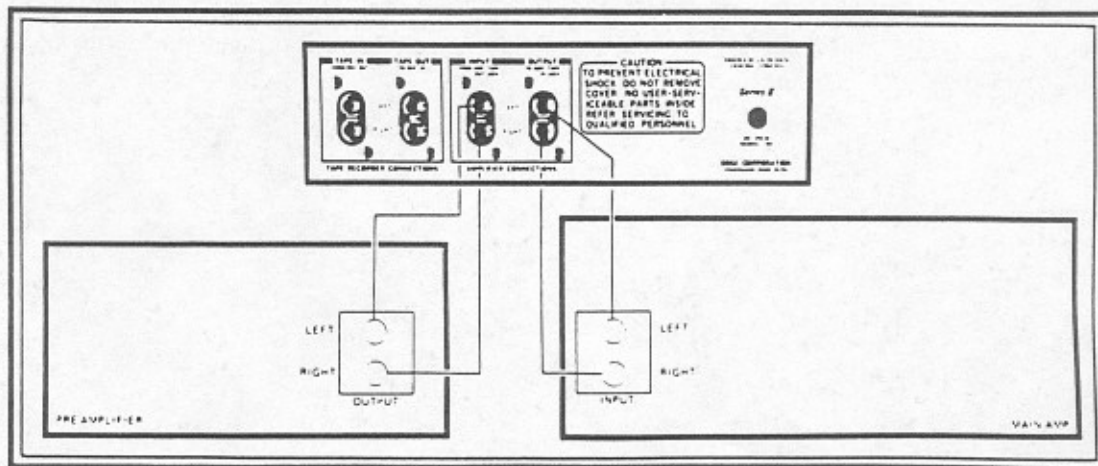 TAPE IN
TAPE OUT
INPUT
OUTPUT
TAPE RECORDER CONNECTIONS
AMPLIFIER CONNECTIONS
CAUTION
TO PREVENT ELECTRICAL
SHOCK DO NOT REMOVE
COVER NO USER-SERV-
ICEABLE PARTS INSIDE
REFER SERVICING TO
QUALIFIED PERSONNEL
Series II
CORPORATION
LEFT
RIGHT
OUTPUT
PRE AMPLIFIER
LEFT
RIGHT
INPUT
MAIN AMP